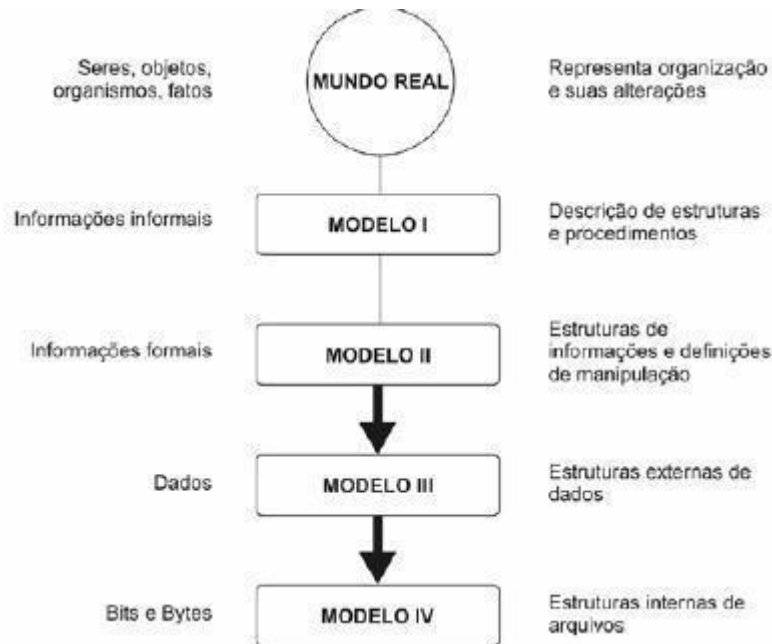 Seres, objetos,
organismos, fatos
MUNDO REAL
Representa organização
e suas alterações
Informações informais
MODELO I
Descrição de estruturas
e procedimentos
Informações formais
MODELO II
Estruturas de
informações e definições
de manipulação
Dados
MODELO III
Estruturas externas de
dados
Bits e Bytes
MODELO IV
Estruturas internas de
arquivos